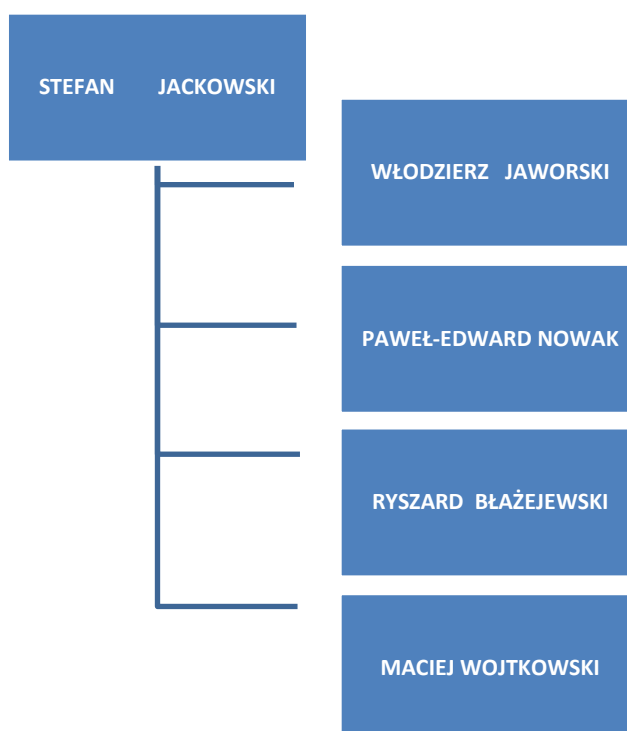 STEFAN JACKOWSKI
WŁODZIERZ JAWORSKI
PAWEŁ-EDWARD NOWAK
RYSZARD BŁAŻEJEWSKI
MACIEJ WOJTKOWSKI